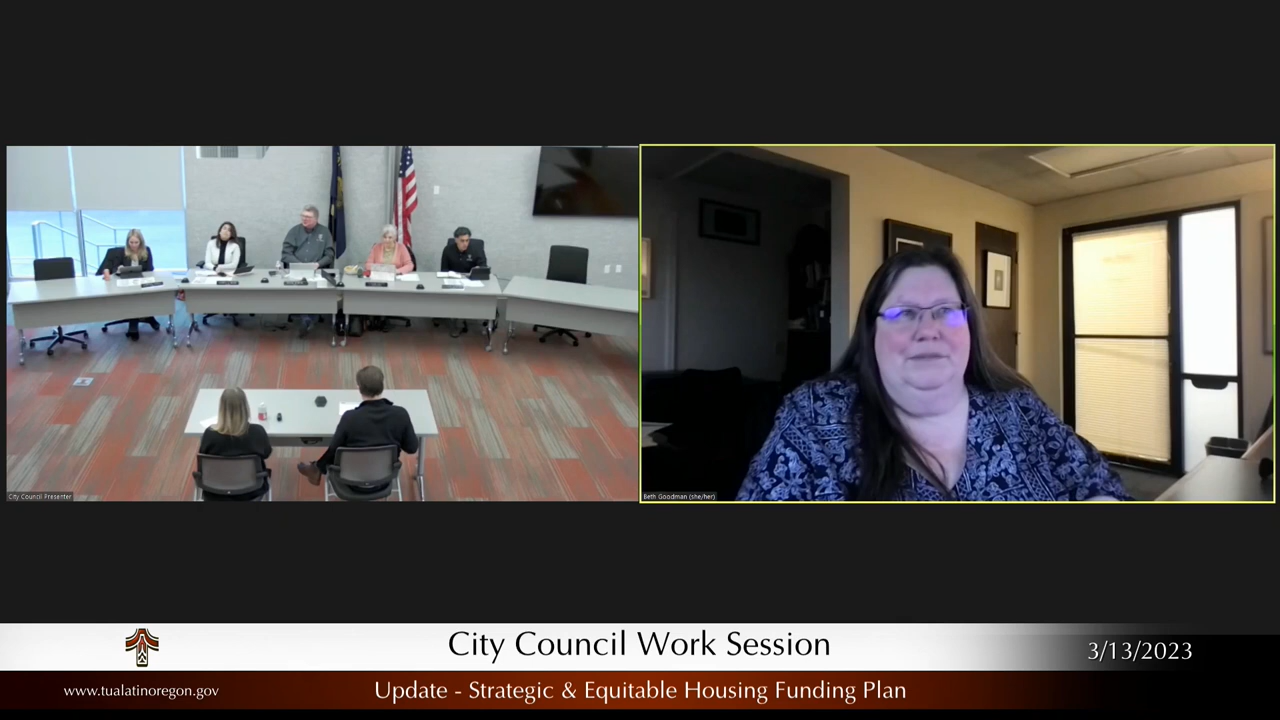 City Council Presenter
Beth Goodman (she/her)
City Council Work Session
3/13/2023
www.tualatinoregon.gov
Update - Strategic & Equitable Housing Funding Plan